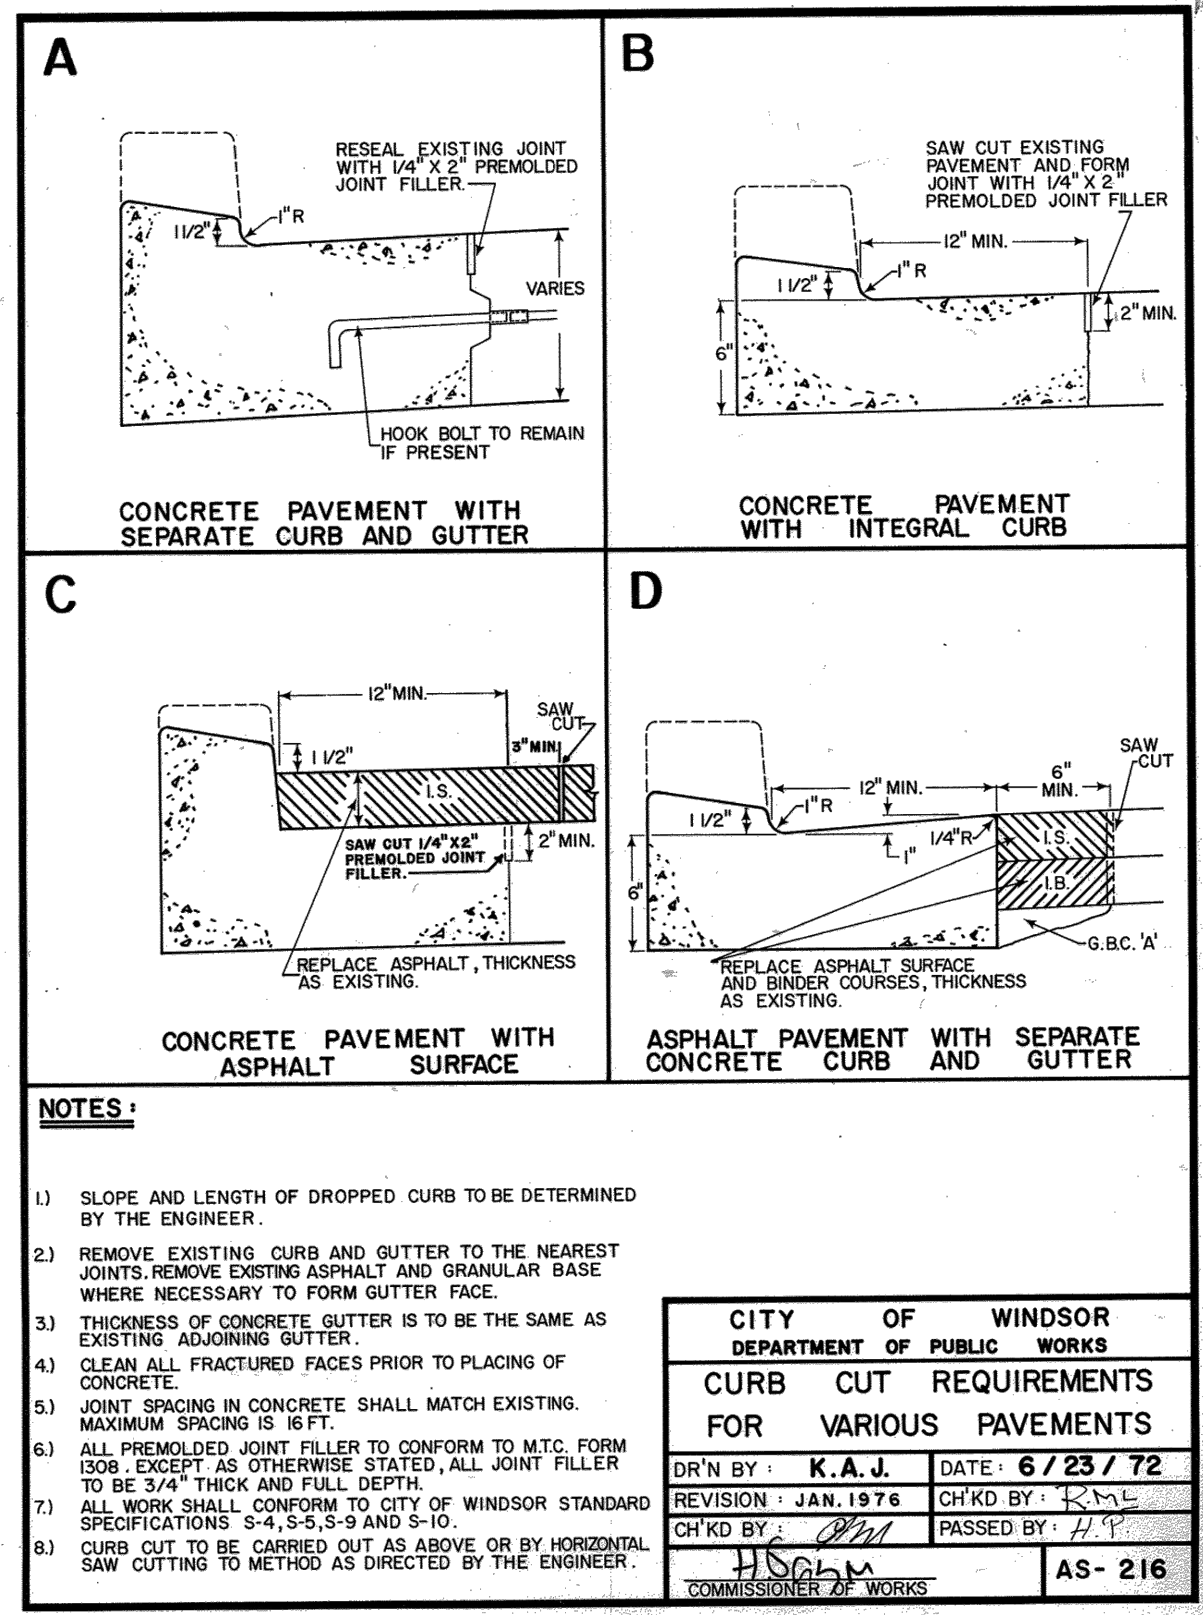 A
RESEAL EXISTING JOINT
WITH 1/4" X 2" PREMOLDED
JOINT FILLER.
1" R
1 1/2"
VARIES
HOOK BOLT TO REMAIN
IF PRESENT
CONCRETE PAVEMENT WITH
SEPARATE CURB AND GUTTER
B
SAW CUT EXISTING
PAVEMENT AND FORM
JOINT WITH 1/4" X 2"
PREMOLDED JOINT FILLER
12" MIN.
1" R
1 1/2"
2" MIN.
6"
CONCRETE PAVEMENT
WITH INTEGRAL CURB
C
12" MIN.
SAW
CUT
3" MIN.
1 1/2"
I.S.
SAW CUT 1/4" X 2"
PREMOLDED JOINT
FILLER.
2" MIN.
REPLACE ASPHALT, THICKNESS
AS EXISTING.
CONCRETE PAVEMENT WITH
ASPHALT SURFACE
D
SAW
CUT
6"
MIN.
12" MIN.
1" R
1 1/2"
1/4" R
1"
I.S.
I.B.
6"
G.B.C. 'A'
REPLACE ASPHALT SURFACE
AND BINDER COURSES, THICKNESS
AS EXISTING.
ASPHALT PAVEMENT WITH SEPARATE
CONCRETE CURB AND GUTTER
NOTES:
1.) SLOPE AND LENGTH OF DROPPED CURB TO BE DETERMINED
BY THE ENGINEER.
2.) REMOVE EXISTING CURB AND GUTTER TO THE NEAREST
JOINTS. REMOVE EXISTING ASPHALT AND GRANULAR BASE
WHERE NECESSARY TO FORM GUTTER FACE.
3.) THICKNESS OF CONCRETE GUTTER IS TO BE THE SAME AS
EXISTING ADJOINING GUTTER.
4.) CLEAN ALL FRACTURED FACES PRIOR TO PLACING OF
CONCRETE.
5.) JOINT SPACING IN CONCRETE SHALL MATCH EXISTING.
MAXIMUM SPACING IS 16 FT.
6.) ALL PREMOLDED JOINT FILLER TO CONFORM TO M.T.C. FORM
1308. EXCEPT AS OTHERWISE STATED, ALL JOINT FILLER
TO BE 3/4" THICK AND FULL DEPTH.
7.) ALL WORK SHALL CONFORM TO CITY OF WINDSOR STANDARD
SPECIFICATIONS S-4, S-5, S-9 AND S-10.
8.) CURB CUT TO BE CARRIED OUT AS ABOVE OR BY HORIZONTAL
SAW CUTTING TO METHOD AS DIRECTED BY THE ENGINEER.
CITY OF WINDSOR
DEPARTMENT OF PUBLIC WORKS
CURB CUT REQUIREMENTS
FOR VARIOUS PAVEMENTS
DR'N BY: K.A.J.
DATE: 6/23/72
REVISION: JAN. 1976
CH'KD BY: R.M.L
CH'KD BY:
PASSED BY: H.P.
COMMISSIONER OF WORKS
AS-216